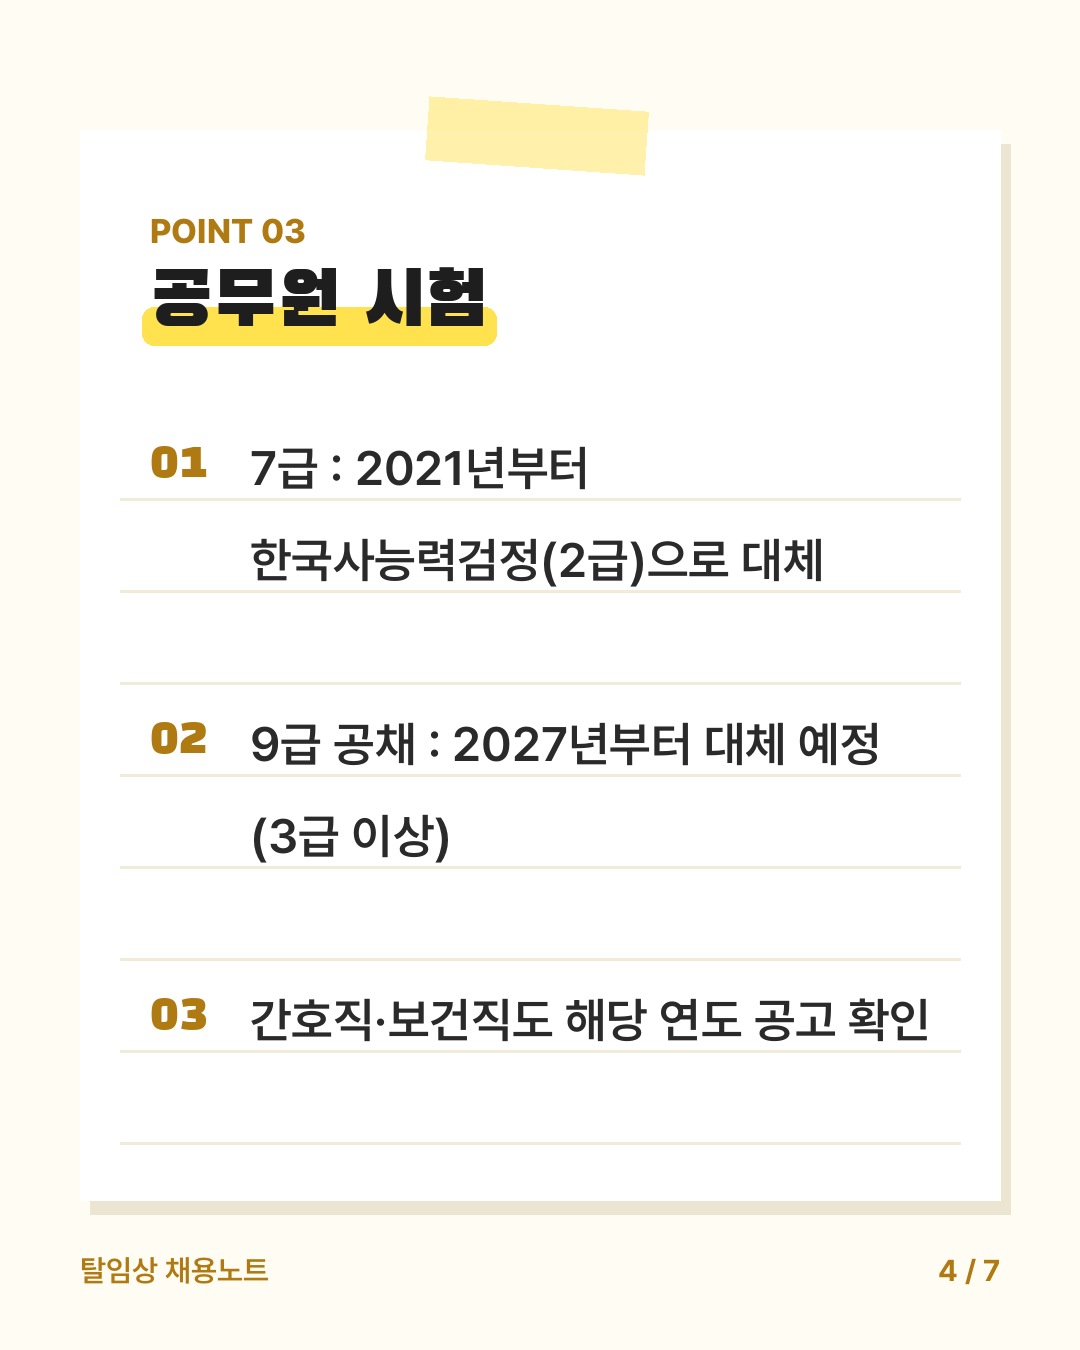 POINT 03
공무원 시험
01 7급 : 2021년부터
한국사능력검정(2급)으로 대체
02 9급 공채 : 2027년부터 대체 예정
(3급 이상)
03 간호직·보건직도 해당 연도 공고 확인
탈임상 채용노트
4 / 7